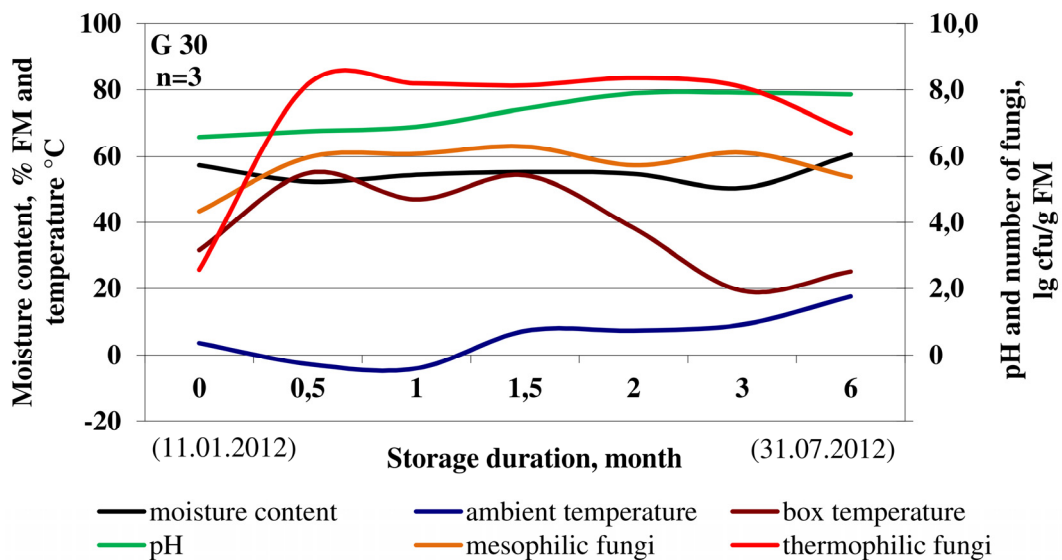 Moisture content, % FM and
temperature °C
100
80
60
40
20
0
-20
G 30
n=3
10,0
8,0
6,0
4,0
2,0
0
pH and number of fungi,
lg cfu/g FM
0 0,5 1 1,5 2 3 6
(11.01.2012) Storage duration, month (31.07.2012)
moisture content ambient temperature box temperature
pH mesophilic fungi thermophilic fungi